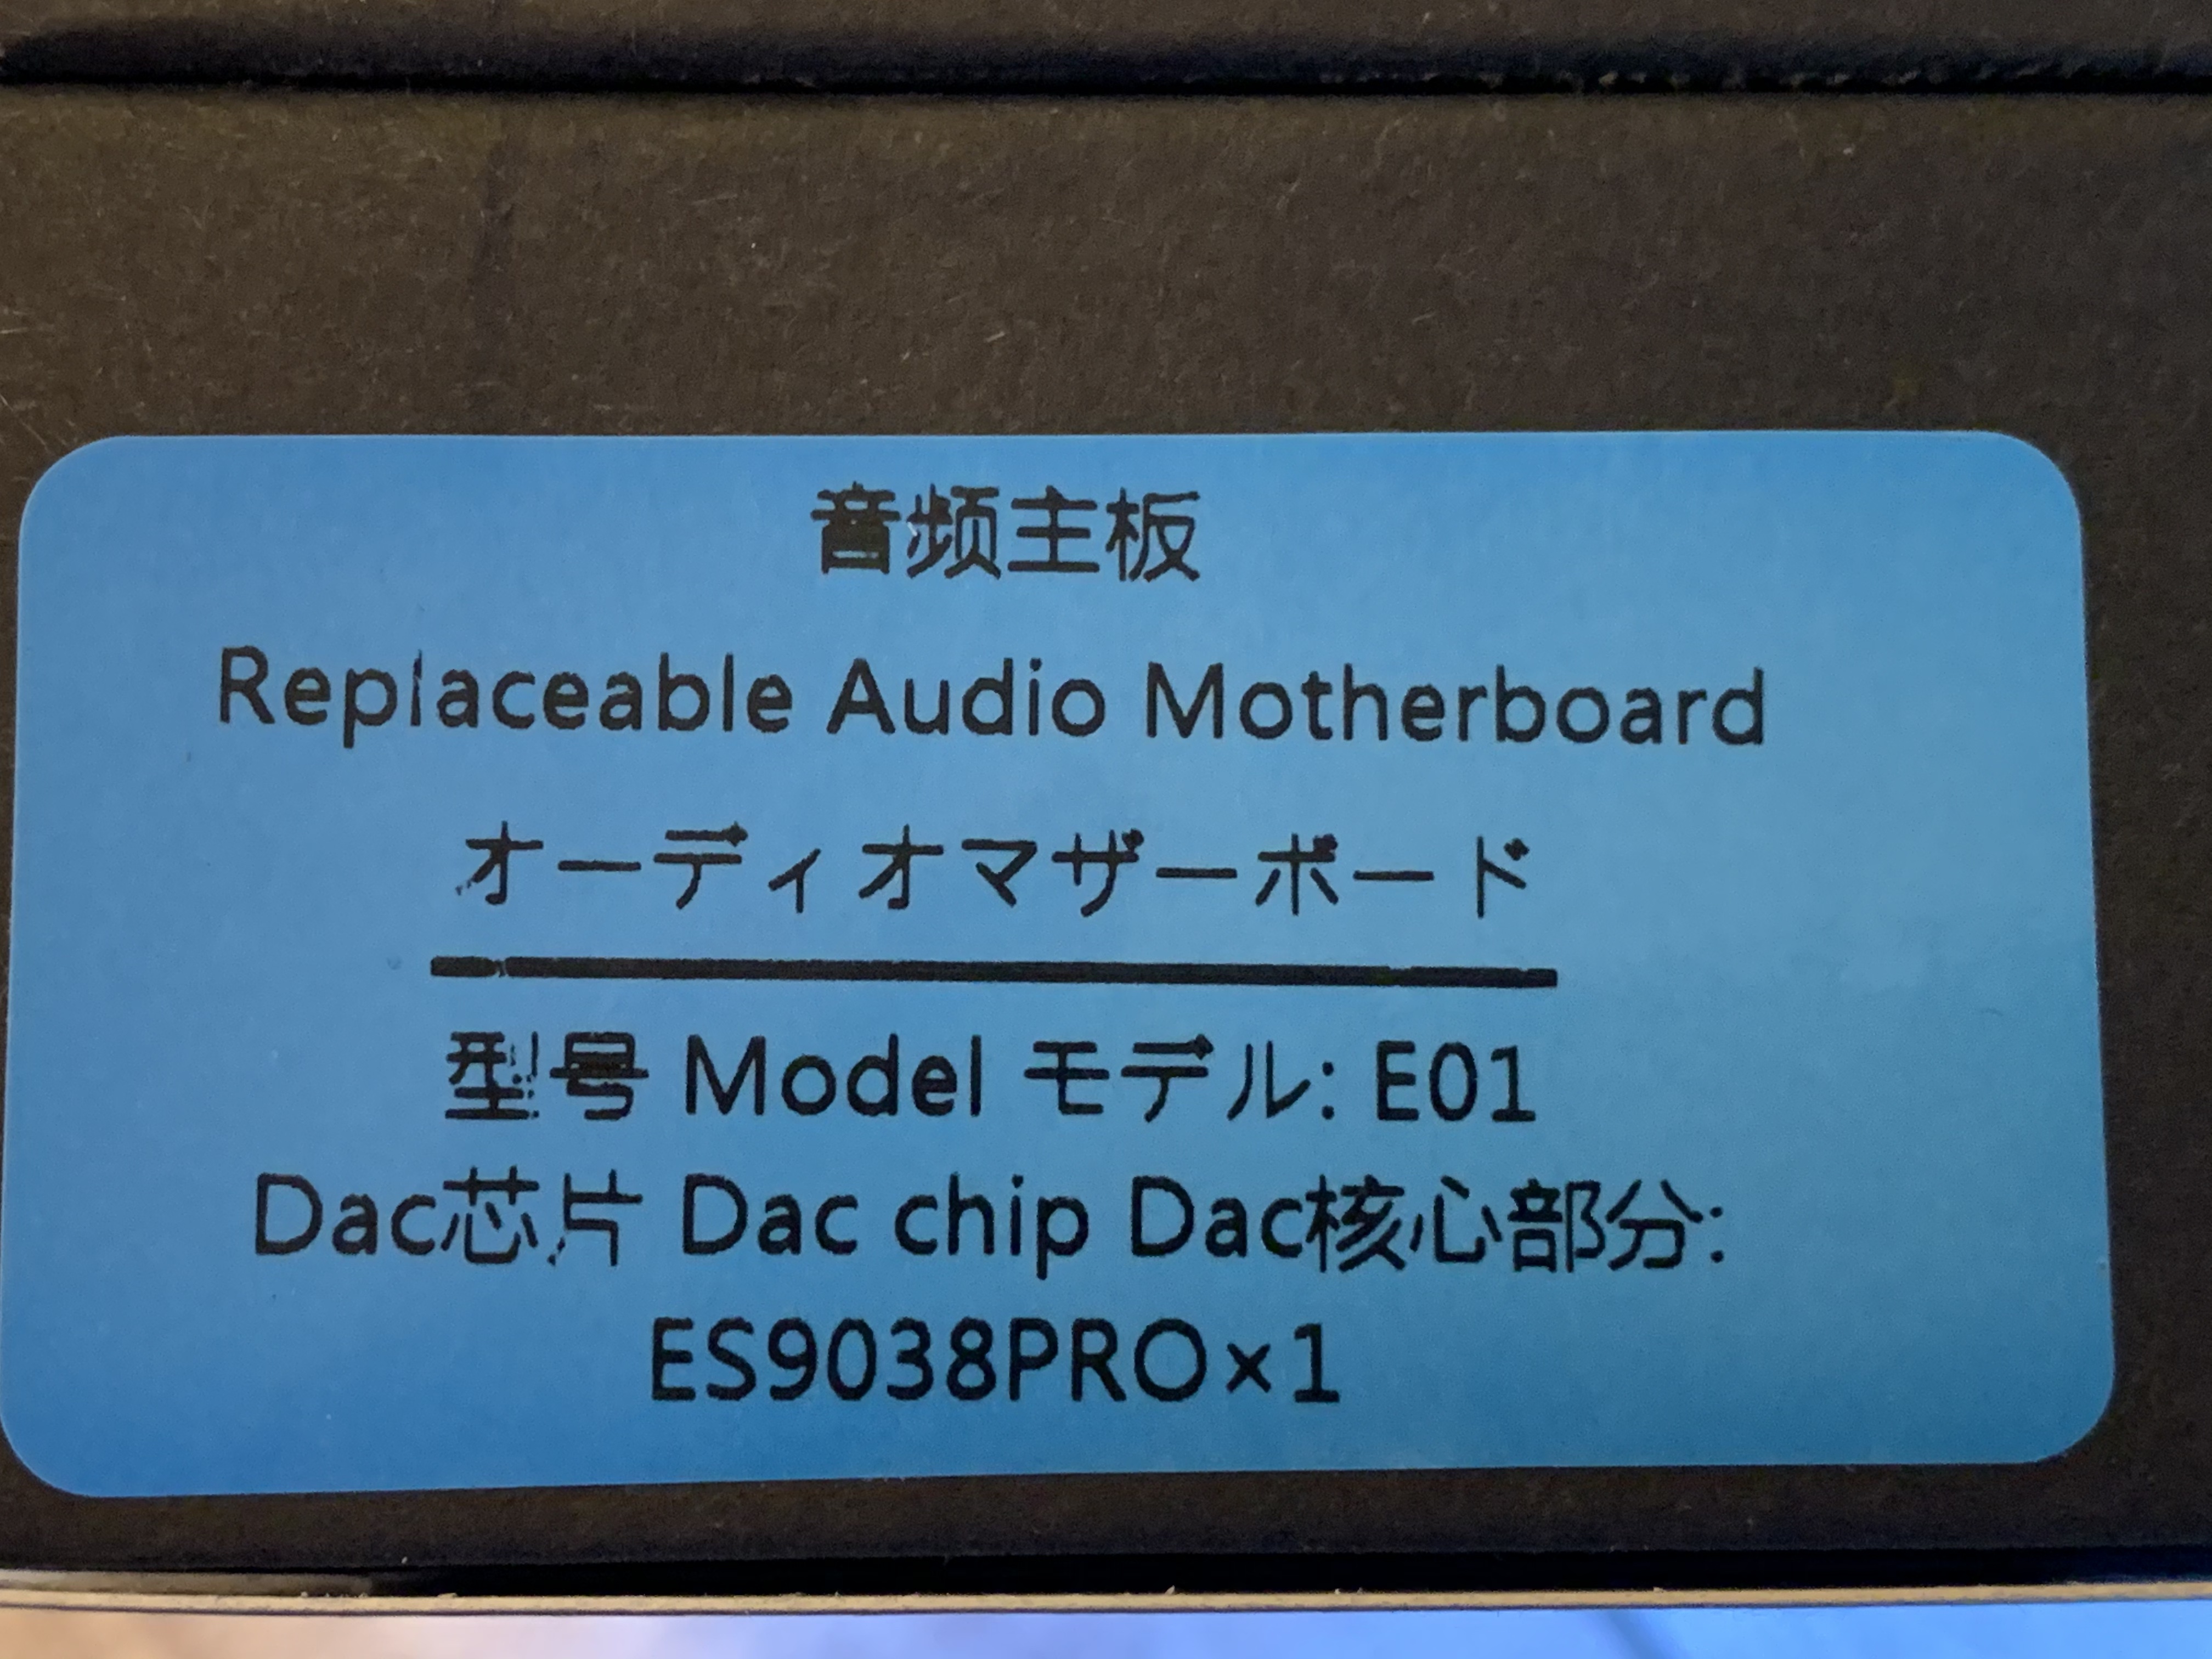 音频主板
Replaceable Audio Motherboard
オーディオマザーボード
型号 Model モデル: E01
Dac芯片 Dac chip Dac核心部分:
ES9038PRO×1